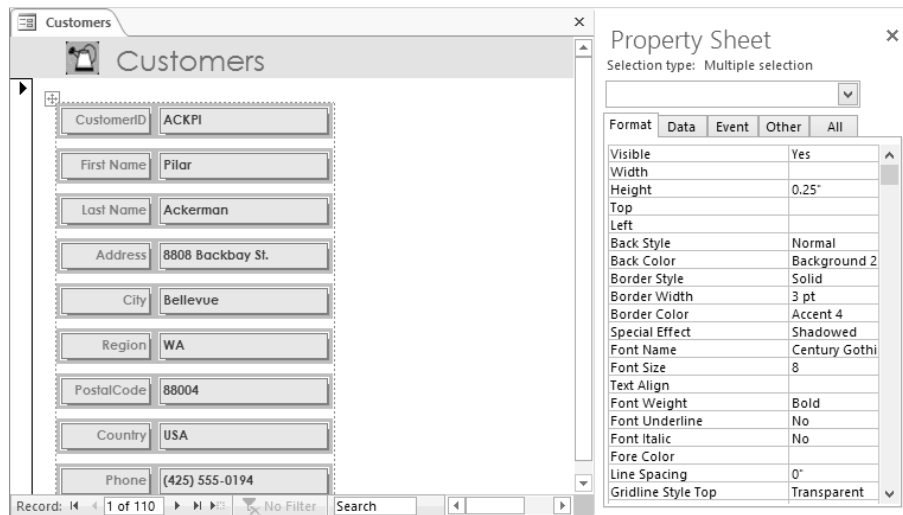 Customers
Customers
CustomerID ACKPI
First Name Pilar
Last Name Ackerman
Address 8808 Backbay St.
City Bellevue
Region WA
PostalCode 88004
Country USA
Phone (425) 555-0194
Record: 1 of 110 No Filter Search
Property Sheet
Selection type: Multiple selection
Format Data Event Other All
Visible Yes
Width
Height 0.25"
Top
Left
Back Style Normal
Back Color Background 2
Border Style Solid
Border Width 3 pt
Border Color Accent 4
Special Effect Shadowed
Font Name Century Gothi
Font Size 8
Text Align
Font Weight Bold
Font Underline No
Font Italic No
Fore Color
Line Spacing 0"
Gridline Style Top Transparent